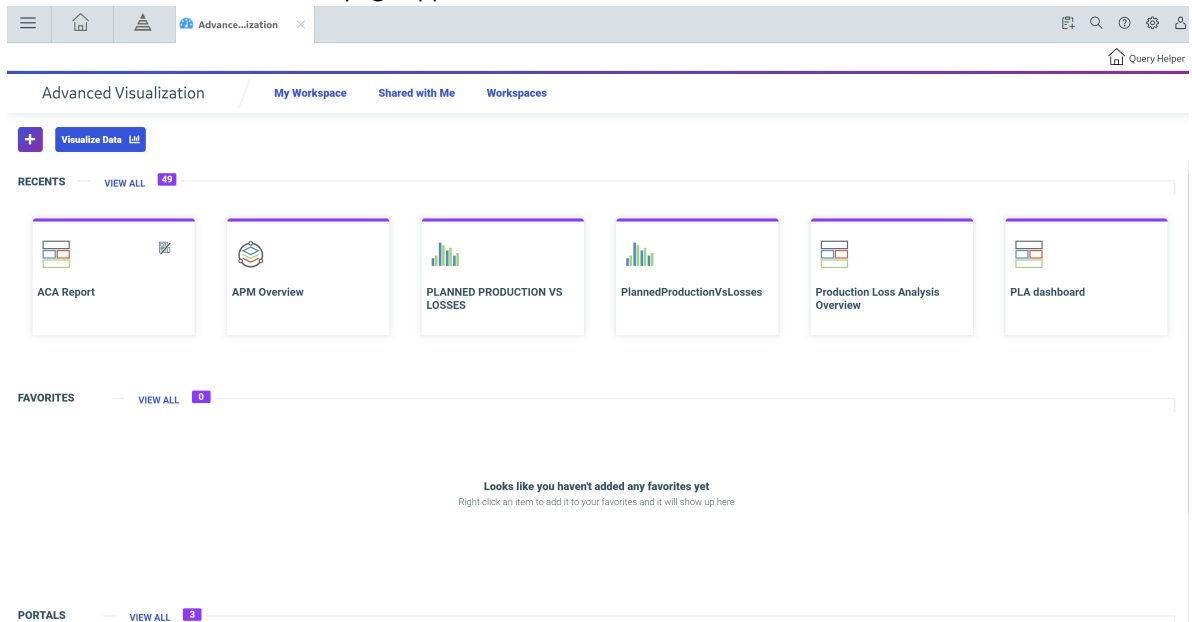 Advance...ization
Query Helper
Advanced Visualization
My Workspace
Shared with Me
Workspaces
+
Visualize Data
RECENTS
VIEW ALL
49
ACA Report
APM Overview
PLANNED PRODUCTION VS
LOSSES
PlannedProductionVsLosses
Production Loss Analysis
Overview
PLA dashboard
FAVORITES
VIEW ALL
0
Looks like you haven't added any favorites yet
Right click an item to add it to your favorites and it will show up here
PORTALS
VIEW ALL
3